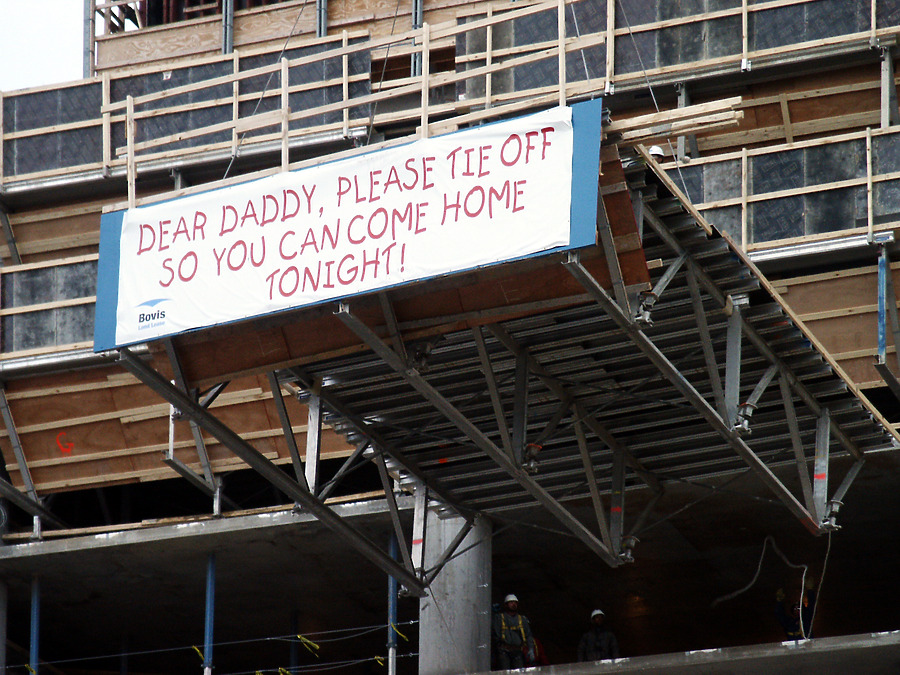 DEAR DADDY, PLEASE TIE OFF
SO YOU CAN COME HOME
TONIGHT!
Bovis
Lend Lease